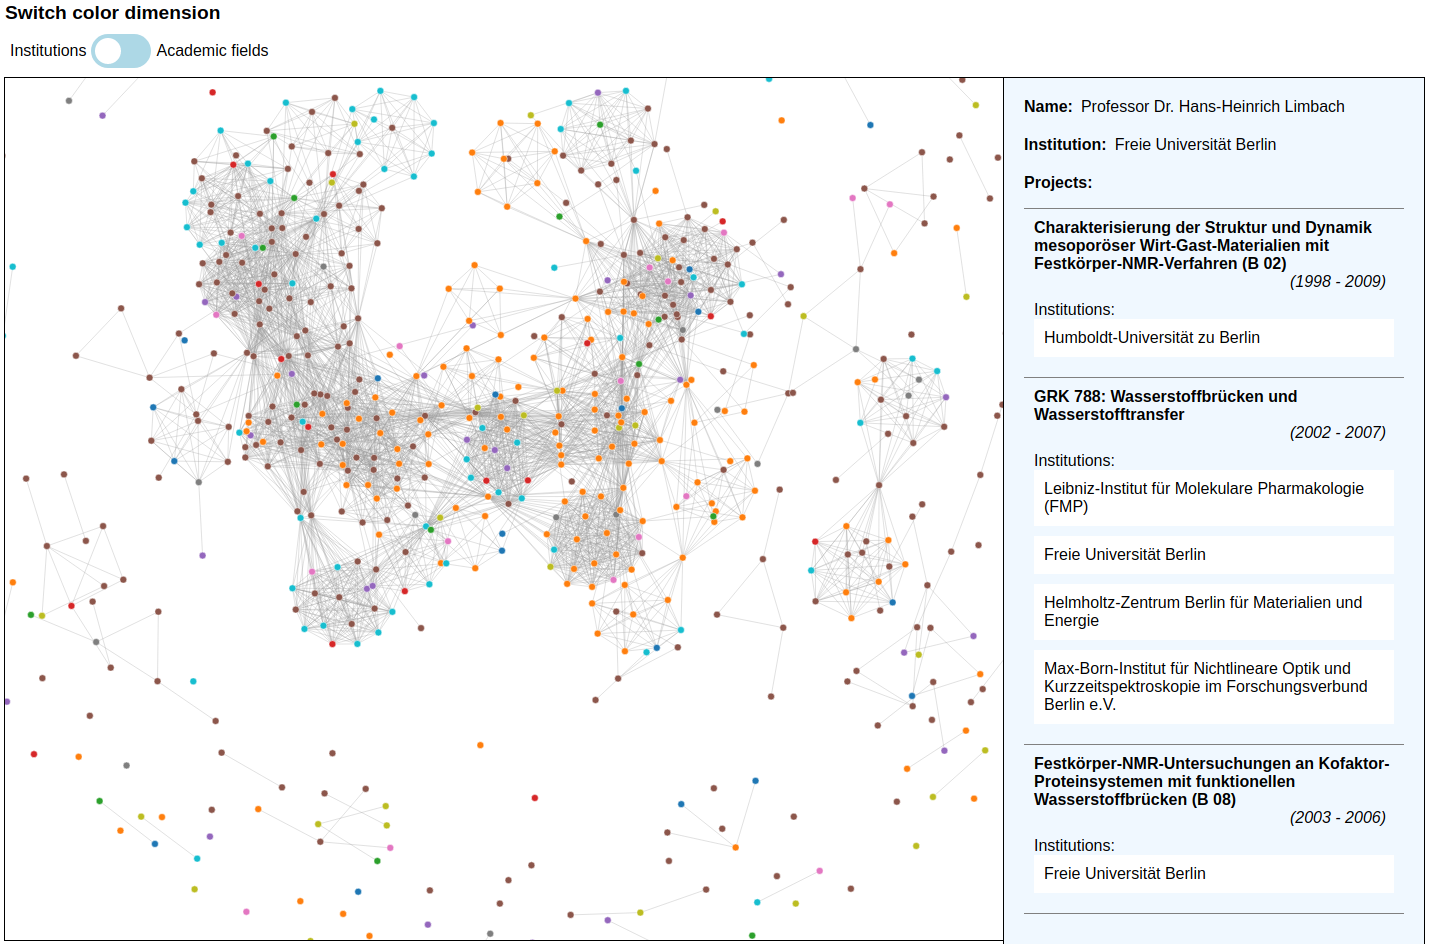 Switch color dimension
Institutions Academic fields
Name: Professor Dr. Hans-Heinrich Limbach
Institution: Freie Universität Berlin
Projects:
Charakterisierung der Struktur und Dynamik
mesoporöser Wirt-Gast-Materialien mit
Festkörper-NMR-Verfahren (B 02)
(1998 - 2009)
Institutions:
Humboldt-Universität zu Berlin
GRK 788: Wasserstoffbrücken und
Wasserstofftransfer
(2002 - 2007)
Institutions:
Leibniz-Institut für Molekulare Pharmakologie
(FMP)
Freie Universität Berlin
Helmholtz-Zentrum Berlin für Materialien und
Energie
Max-Born-Institut für Nichtlineare Optik und
Kurzzeitspektroskopie im Forschungsverbund
Berlin e.V.
Festkörper-NMR-Untersuchungen an Kofaktor-
Proteinsystemen mit funktionellen
Wasserstoffbrücken (B 08)
(2003 - 2006)
Institutions:
Freie Universität Berlin